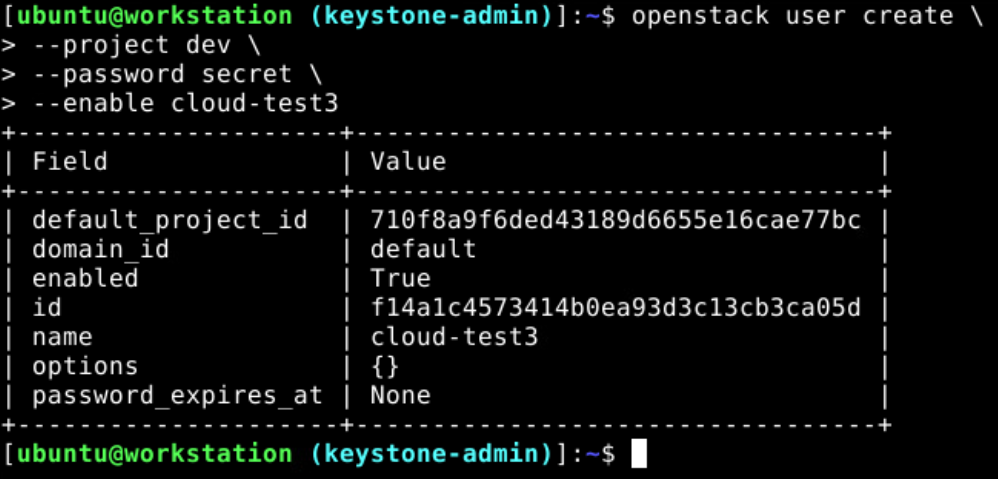 [ubuntu@workstation (keystone-admin)]:~$ openstack user create \
> --project dev \
> --password secret \
> --enable cloud-test3
+---------------------+----------------------------------+
| Field               | Value                            |
+---------------------+----------------------------------+
| default_project_id  | 710f8a9f6ded43189d6655e16cae77bc |
| domain_id           | default                          |
| enabled             | True                             |
| id                  | f14a1c4573414b0ea93d3c13cb3ca05d |
| name                | cloud-test3                      |
| options             | {}                               |
| password_expires_at | None                             |
+---------------------+----------------------------------+
[ubuntu@workstation (keystone-admin)]:~$